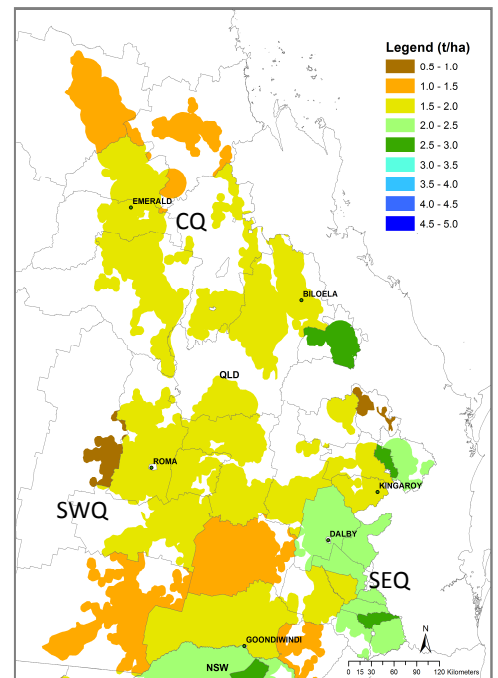 Legend (t/ha)
0.5 - 1.0
1.0 - 1.5
1.5 - 2.0
2.0 - 2.5
2.5 - 3.0
3.0 - 3.5
3.5 - 4.0
4.0 - 4.5
4.5 - 5.0
EMERALD
CQ
BILOELA
QLD
ROMA
KINGAROY
SWQ
DALBY
SEQ
GOONDIWINDI
N
NSW
0 15 30 60 90 120 Kilometers